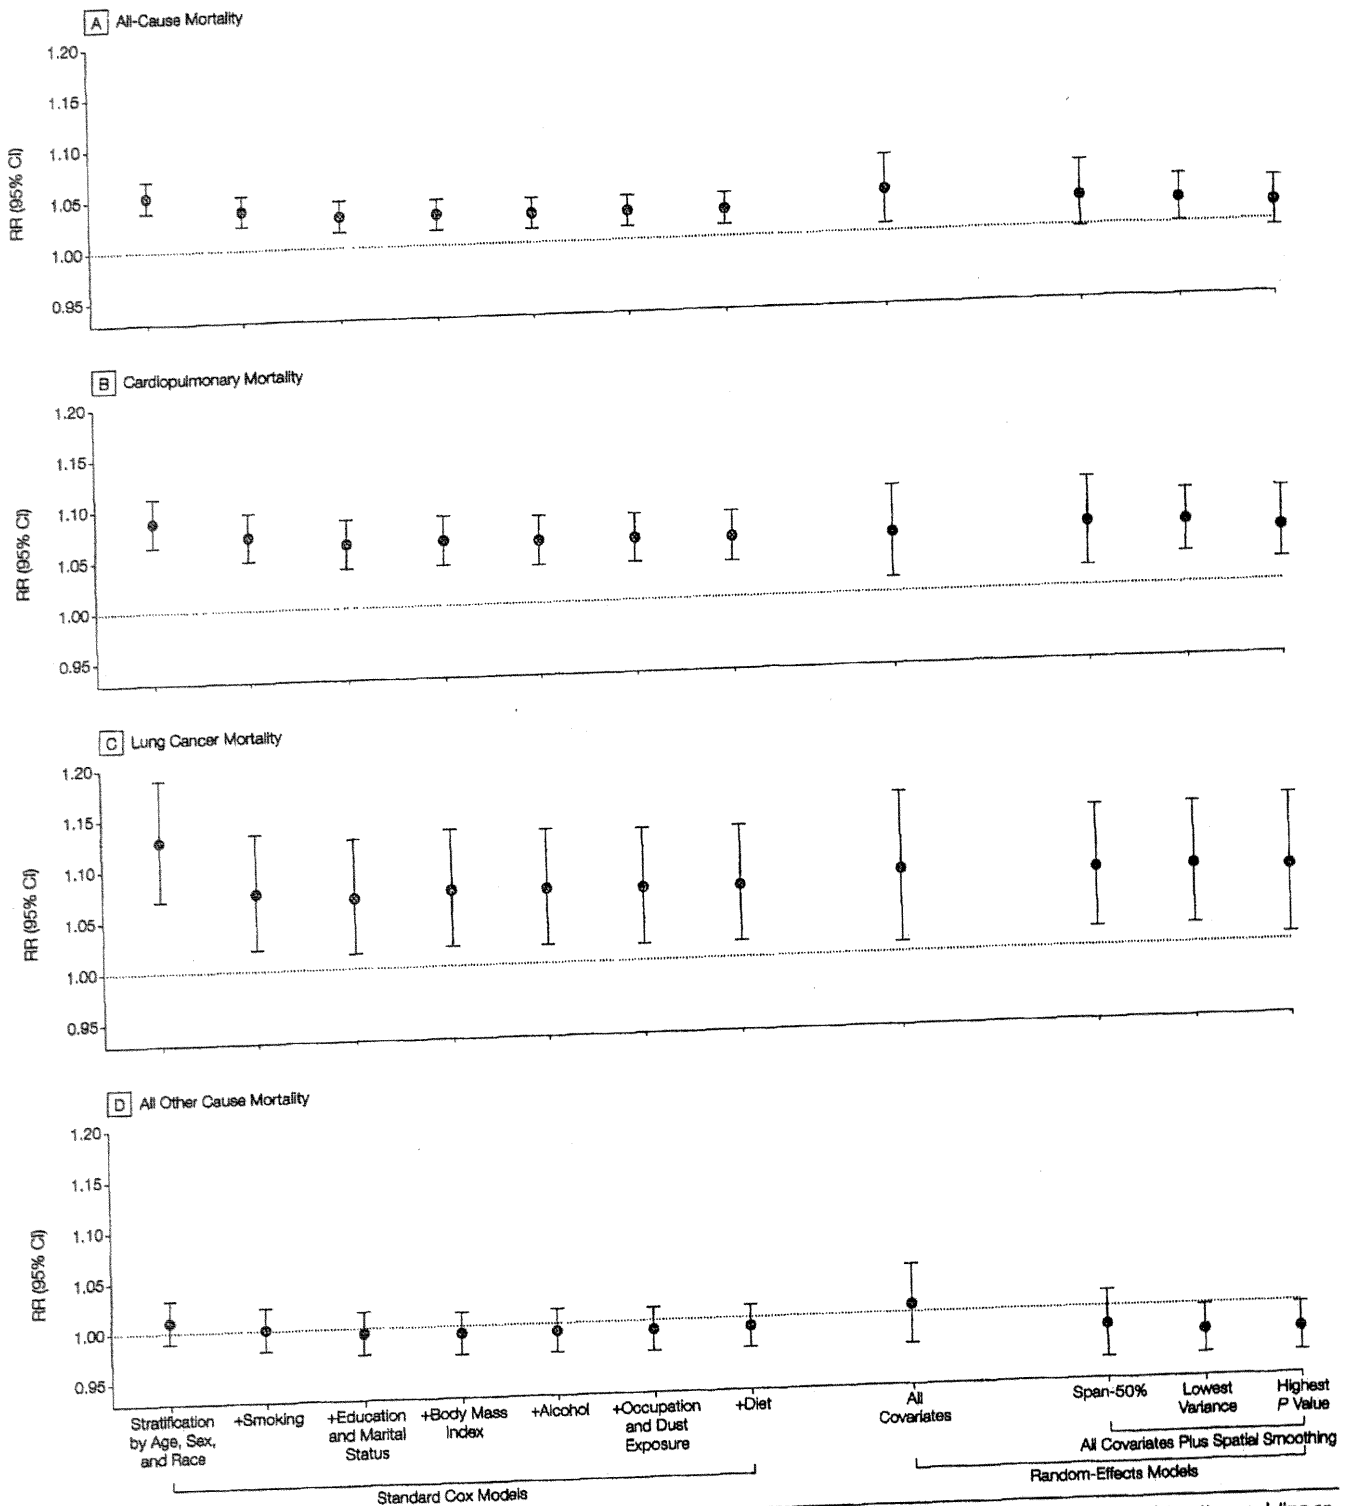 A All-Cause Mortality
1.20
1.15
1.10
1.05
1.00
0.95
RR (95% CI)
B Cardiopulmonary Mortality
1.20
1.15
1.10
1.05
1.00
0.95
RR (95% CI)
C Lung Cancer Mortality
1.20
1.15
1.10
1.05
1.00
0.95
RR (95% CI)
D All Other Cause Mortality
1.20
1.15
1.10
1.05
1.00
0.95
RR (95% CI)
Stratification
by Age, Sex,
and Race
+Smoking
+Education
and Marital
Status
+Body Mass
Index
+Alcohol
+Occupation
and Dust
Exposure
+Diet
All
Covariates
Span-50%
Lowest
Variance
Highest
P Value
All Covariates Plus Spatial Smoothing
Standard Cox Models
Random-Effects Models